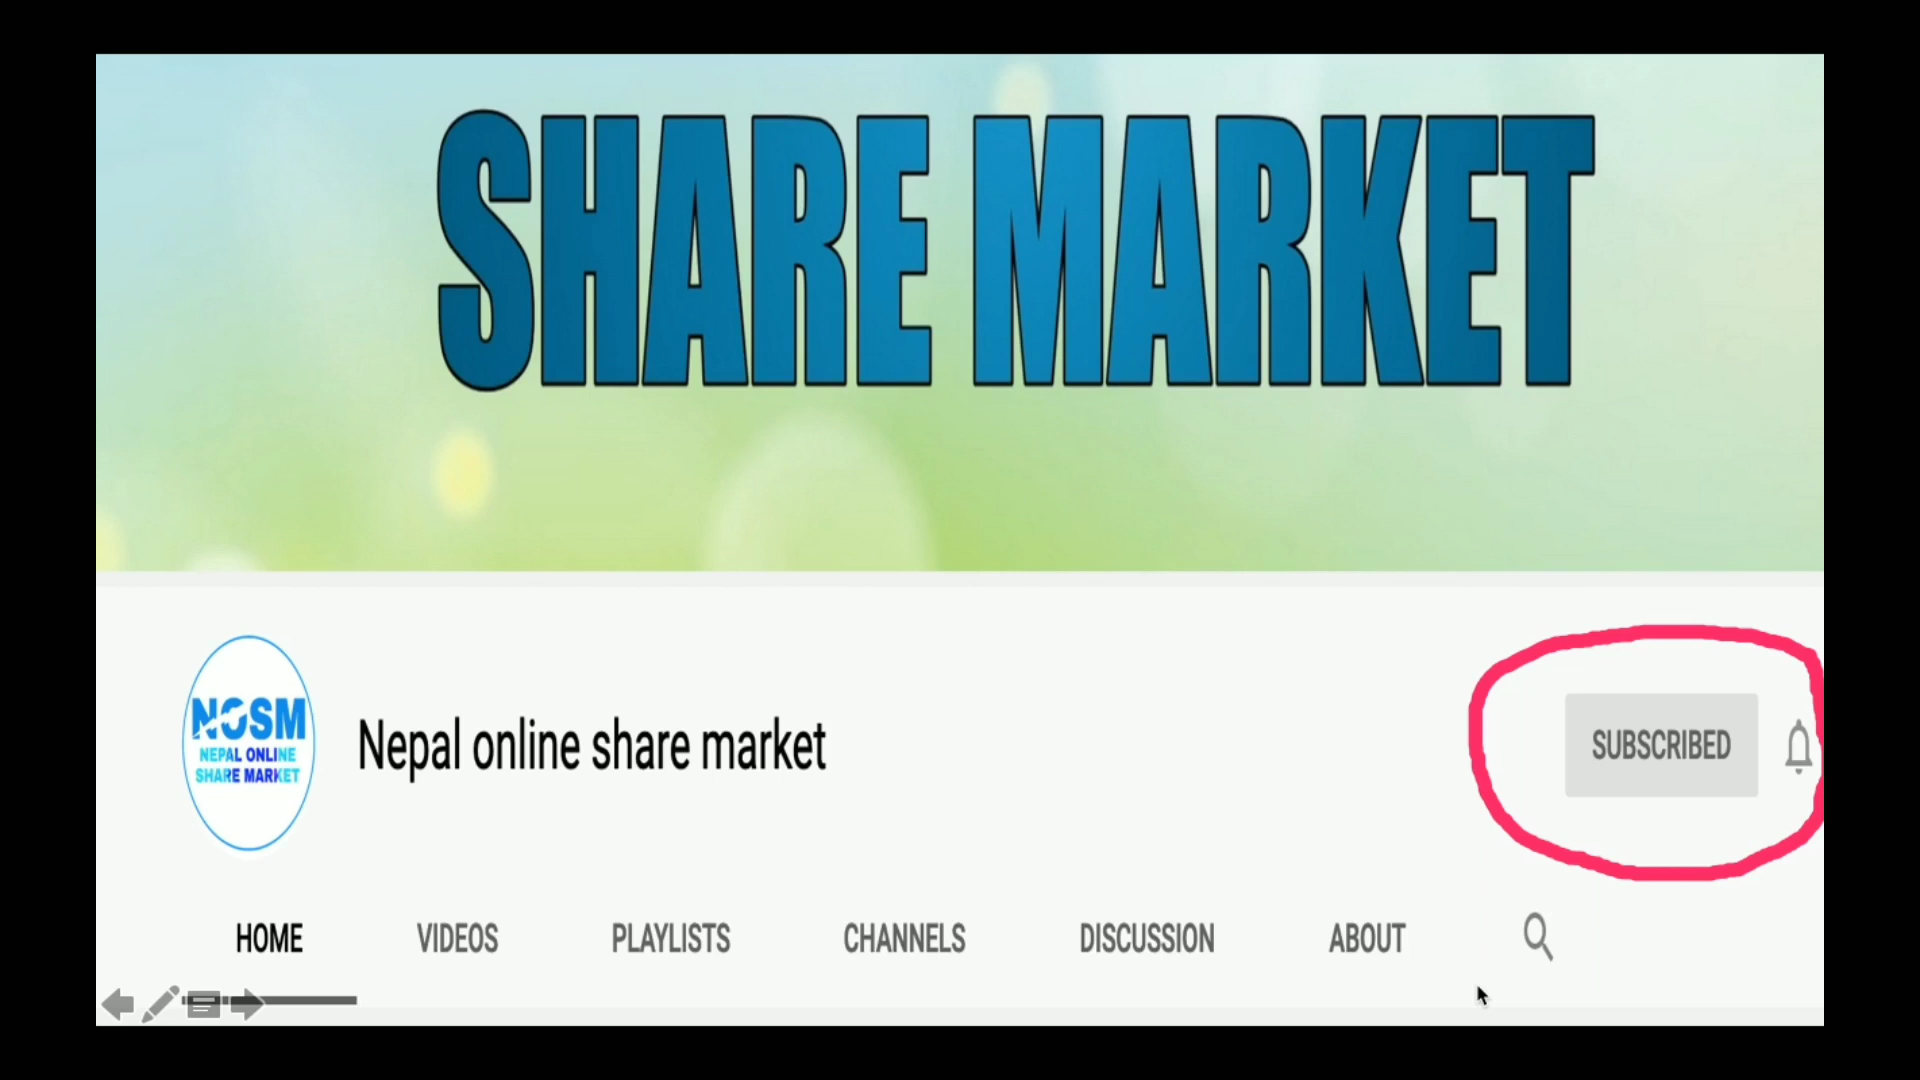 SHARE MARKET
NOSM
NEPAL ONLINE
SHARE MARKET
Nepal online share market
SUBSCRIBED
HOME VIDEOS PLAYLISTS CHANNELS DISCUSSION ABOUT